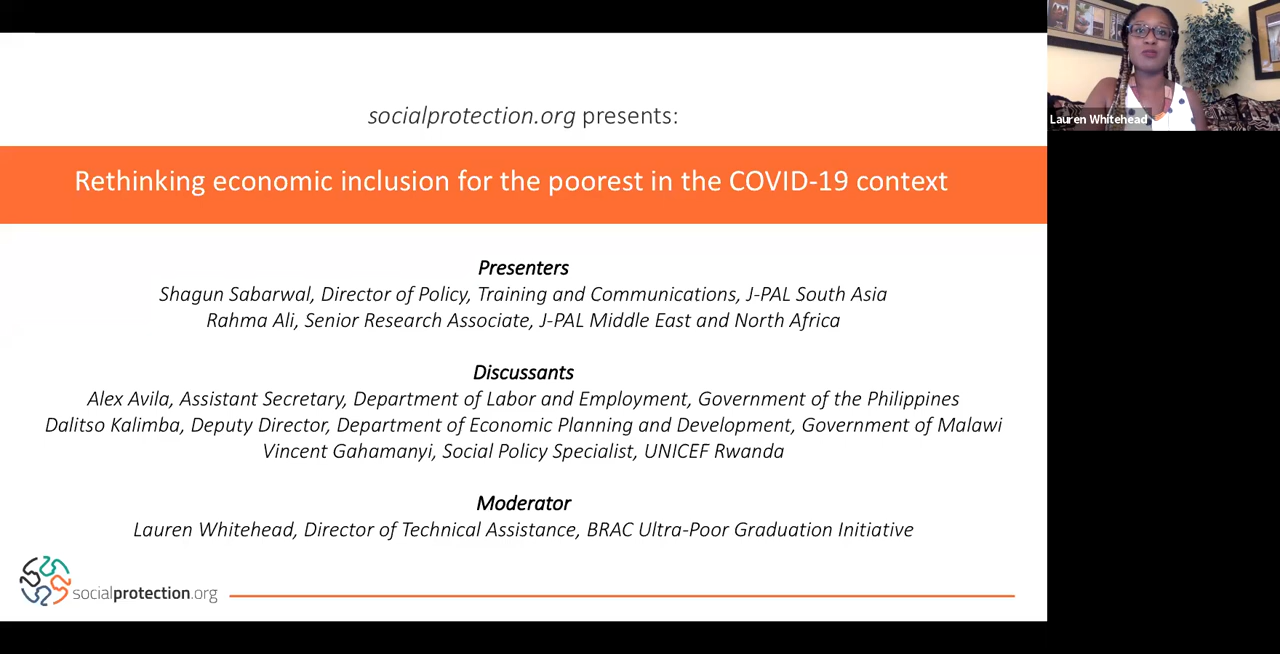 socialprotection.org presents:
Rethinking economic inclusion for the poorest in the COVID-19 context
Presenters
Shagun Sabarwal, Director of Policy, Training and Communications, J-PAL South Asia
Rahma Ali, Senior Research Associate, J-PAL Middle East and North Africa
Discussants
Alex Avila, Assistant Secretary, Department of Labor and Employment, Government of the Philippines
Dalitso Kalimba, Deputy Director, Department of Economic Planning and Development, Government of Malawi
Vincent Gahamanyi, Social Policy Specialist, UNICEF Rwanda
Moderator
Lauren Whitehead, Director of Technical Assistance, BRAC Ultra-Poor Graduation Initiative
socialprotection.org
Lauren Whitehead